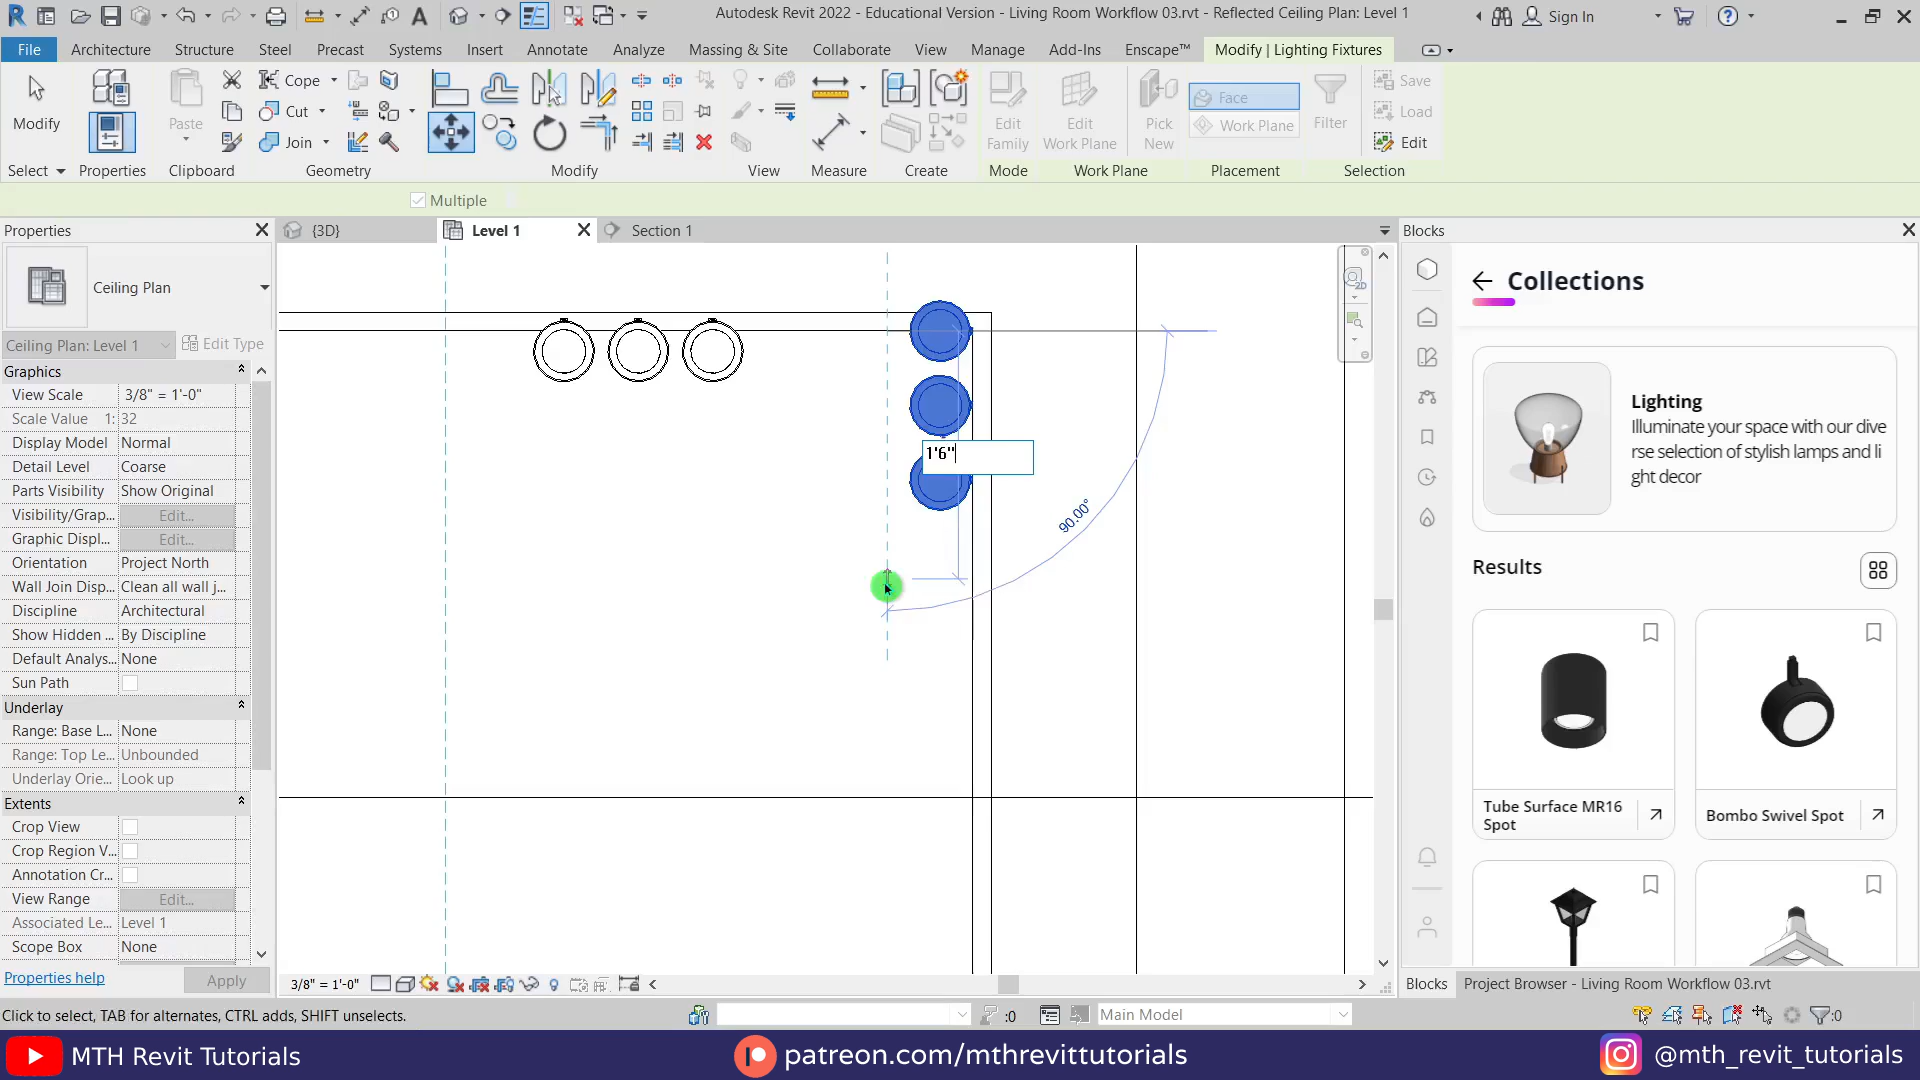 Autodesk Revit 2022 - Educational Version - Living Room Workflow 03.rvt - Reflected Ceiling Plan: Level 1
Sign In
File
Architecture
Structure
Steel
Precast
Systems
Insert
Annotate
Analyze
Massing & Site
Collaborate
View
Manage
Add-Ins
Enscape™
Modify | Lighting Fixtures
Modify
Paste
Cope
Cut
Join
Edit Family
Edit Work Plane
Pick New
Face
Work Plane
Filter
Save
Load
Edit
Select
Properties
Clipboard
Geometry
Modify
View
Measure
Create
Mode
Work Plane
Placement
Selection
Multiple
Properties
Ceiling Plan
Ceiling Plan: Level 1
Edit Type
Graphics
View Scale 3/8" = 1'-0"
Scale Value 1: 32
Display Model Normal
Detail Level Coarse
Parts Visibility Show Original
Visibility/Grap... Edit...
Graphic Displ... Edit...
Orientation Project North
Wall Join Disp... Clean all wall j...
Discipline Architectural
Show Hidden ... By Discipline
Default Analys... None
Sun Path
Underlay
Range: Base L... None
Range: Top Le... Unbounded
Underlay Orie... Look up
Extents
Crop View
Crop Region V...
Annotation Cr...
View Range Edit...
Associated Le... Level 1
Scope Box None
Properties help
Apply
{3D}
Level 1
Section 1
2D
1'6"
90.00°
3/8" = 1'-0"
Blocks
Collections
Lighting
Illuminate your space with our dive
rse selection of stylish lamps and li
ght decor
Results
Tube Surface MR16
Spot
Bombo Swivel Spot
Blocks
Project Browser - Living Room Workflow 03.rvt
Click to select, TAB for alternates, CTRL adds, SHIFT unselects.
:0
Main Model
:0
MTH Revit Tutorials
patreon.com/mthrevittutorials
@mth_revit_tutorials